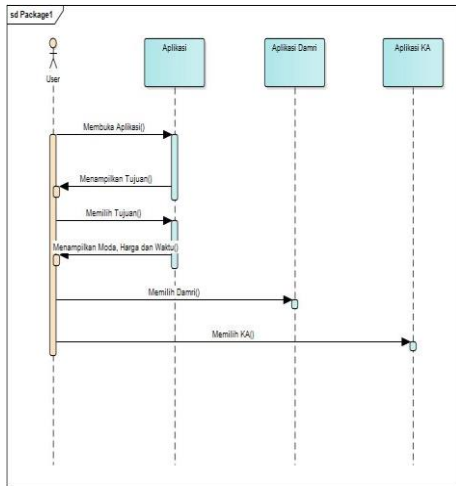 sd Package1
User
Aplikasi
Aplikasi Damri
Aplikasi KA
Membuka Aplikasi()
Menampilkan Tujuan()
Memilih Tujuan()
Menampilkan Moda, Harga dan Waktu()
Memilih Damri()
Memilih KA()